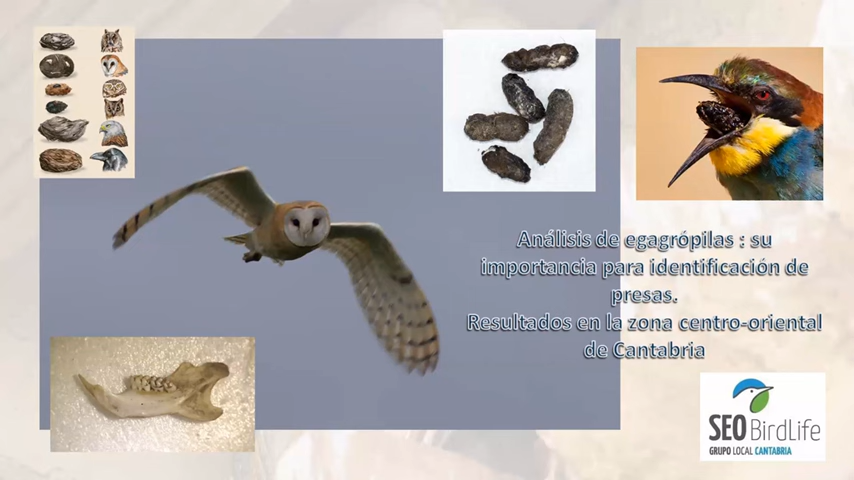 Análisis de egagrópilas : su
importancia para identificación de
presas.
Resultados en la zona centro-oriental
de Cantabria
SEO BirdLife
GRUPO LOCAL CANTABRIA